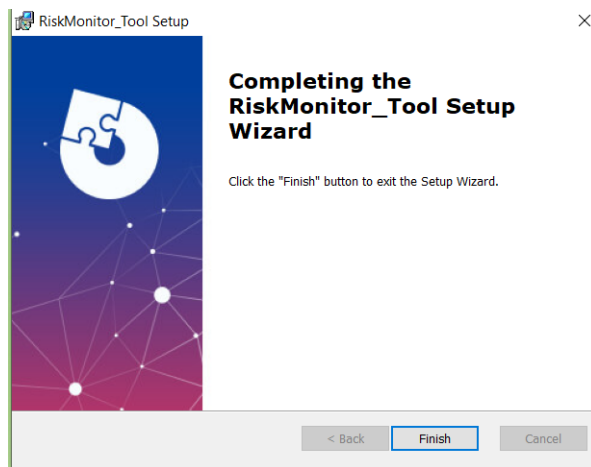 RiskMonitor_Tool Setup
Completing the
RiskMonitor_Tool Setup
Wizard
Click the "Finish" button to exit the Setup Wizard.
< Back Finish Cancel